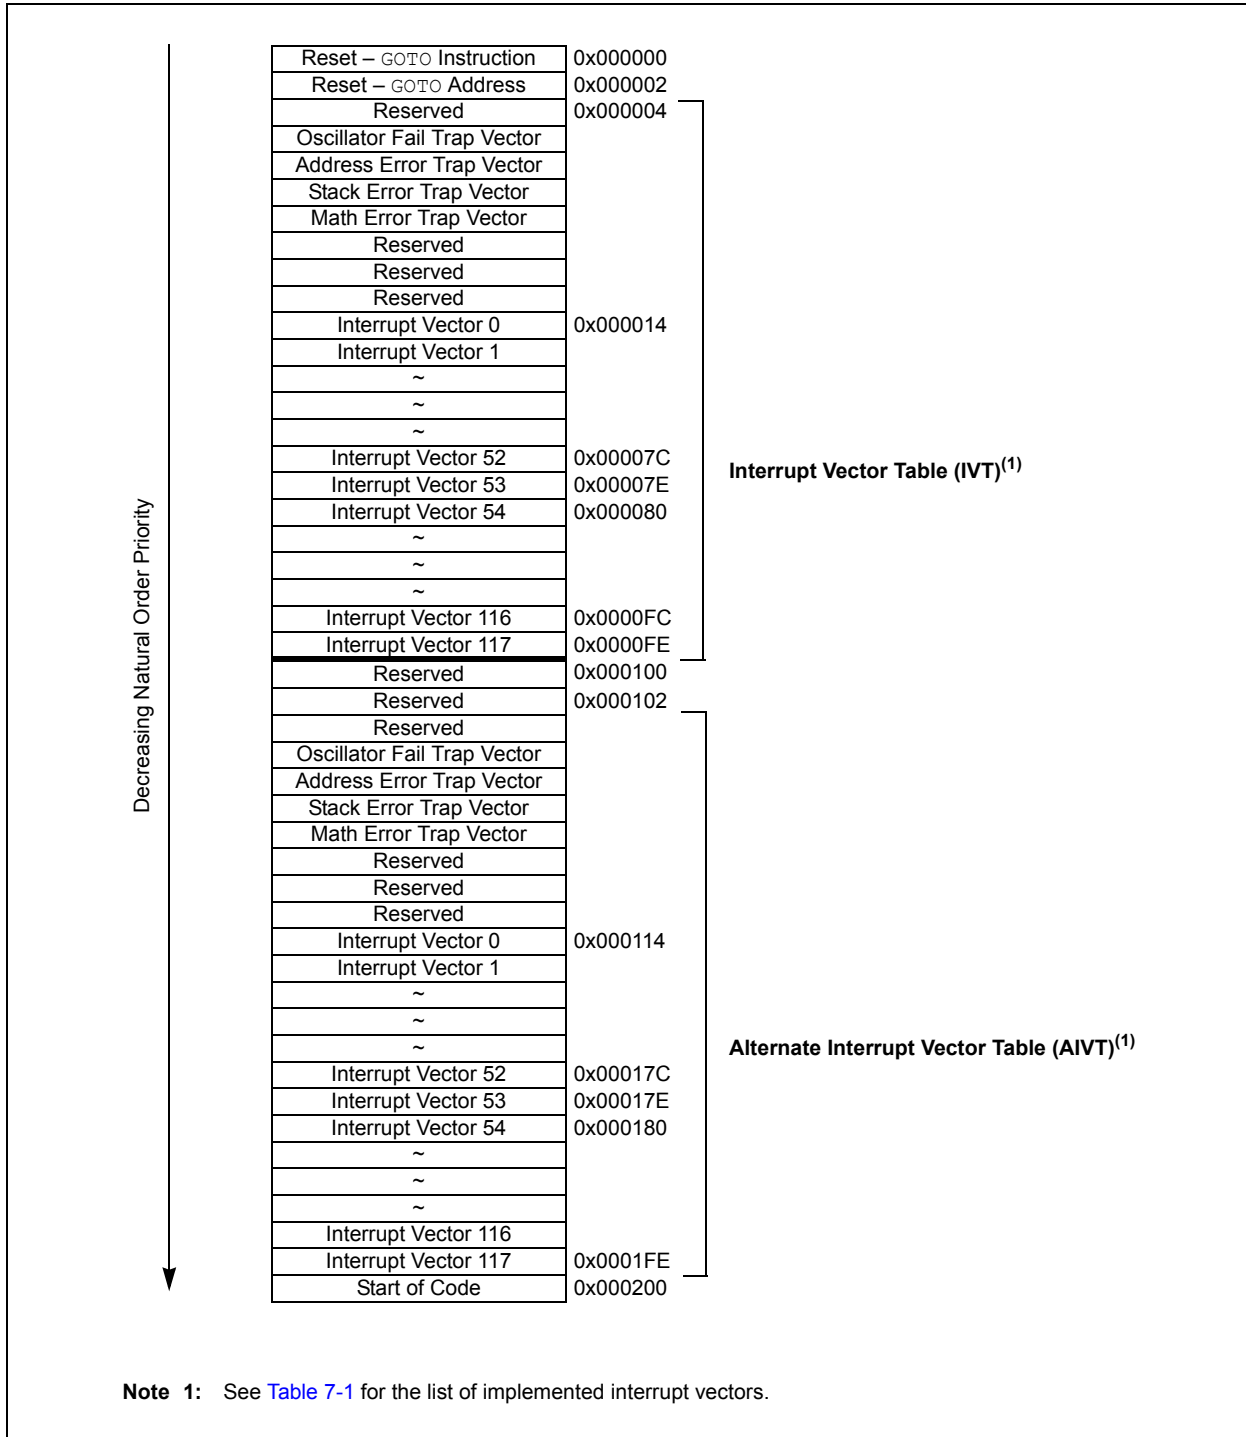 Reset – GOTO Instruction 0x000000
Reset – GOTO Address 0x000002
Reserved 0x000004
Oscillator Fail Trap Vector
Address Error Trap Vector
Stack Error Trap Vector
Math Error Trap Vector
Reserved
Reserved
Reserved
Interrupt Vector 0 0x000014
Interrupt Vector 1
~
~
~
Interrupt Vector 52 0x00007C
Interrupt Vector 53 0x00007E
Interrupt Vector 54 0x000080
~
~
~
Interrupt Vector 116 0x0000FC
Interrupt Vector 117 0x0000FE
Interrupt Vector Table (IVT)(1)
Decreasing Natural Order Priority
Reserved 0x000100
Reserved 0x000102
Reserved
Oscillator Fail Trap Vector
Address Error Trap Vector
Stack Error Trap Vector
Math Error Trap Vector
Reserved
Reserved
Reserved
Interrupt Vector 0 0x000114
Interrupt Vector 1
~
~
~
Interrupt Vector 52 0x00017C
Interrupt Vector 53 0x00017E
Interrupt Vector 54 0x000180
~
~
~
Interrupt Vector 116
Interrupt Vector 117 0x0001FE
Alternate Interrupt Vector Table (AIVT)(1)
Start of Code 0x000200
Note 1: See Table 7-1 for the list of implemented interrupt vectors.